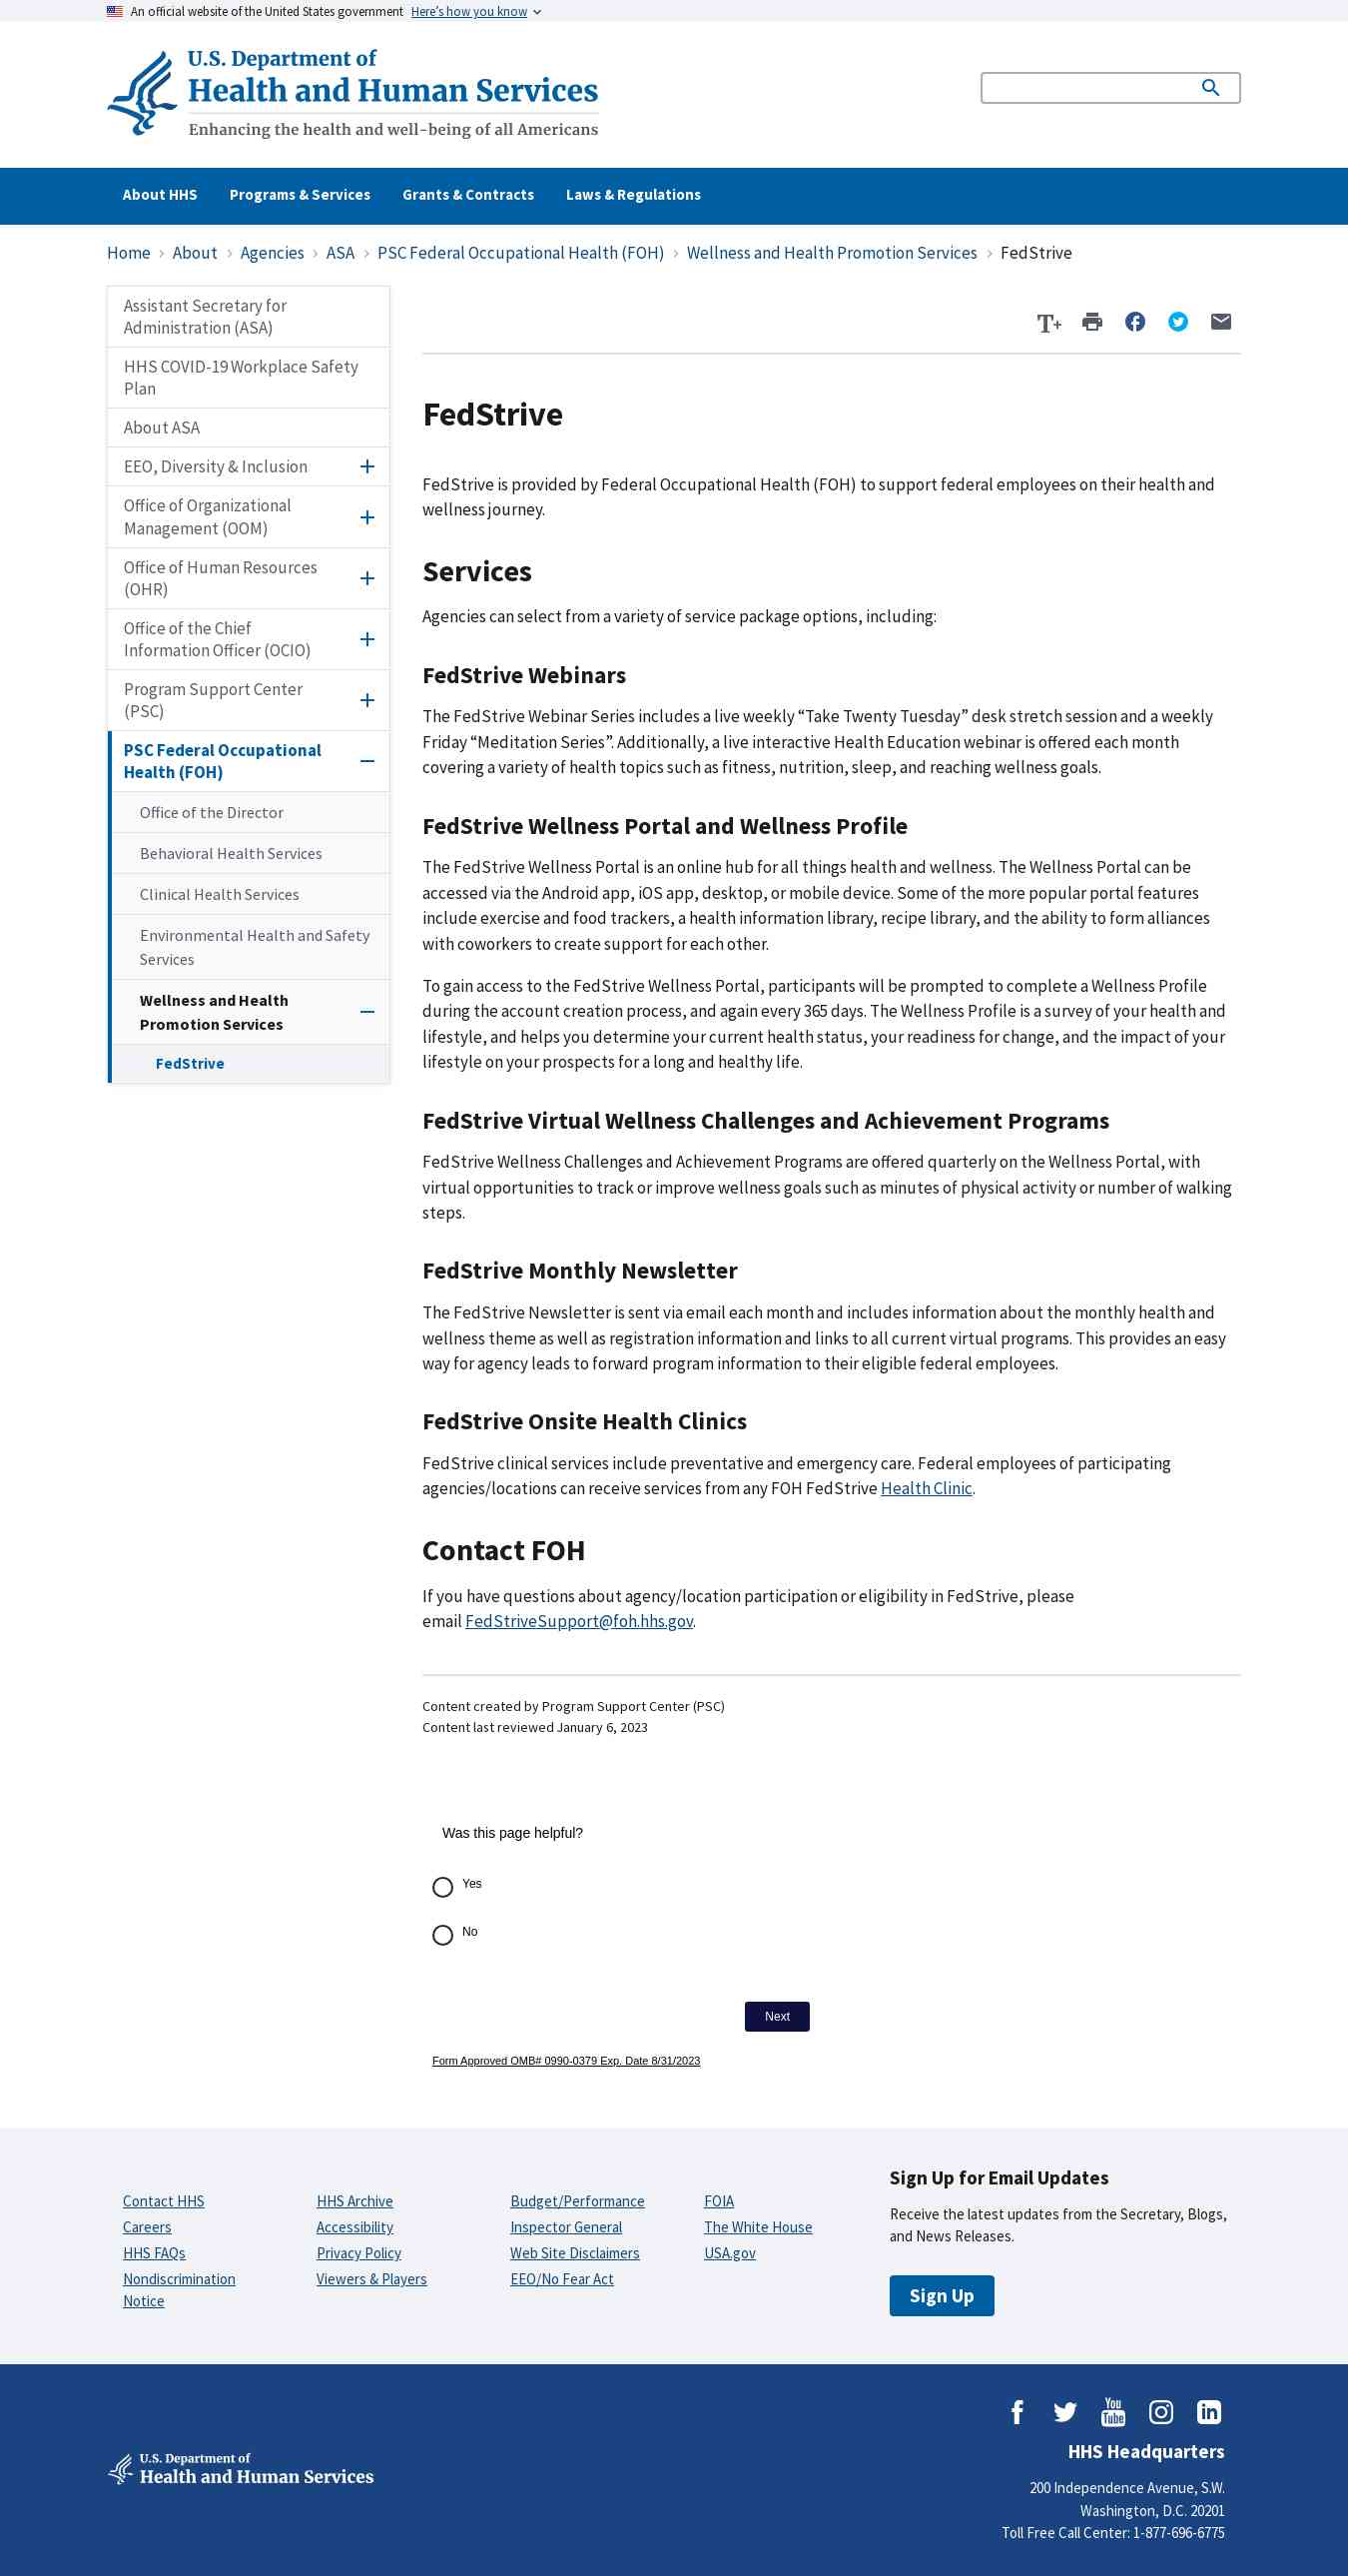 An official website of the United States government Here's how you know
U.S. Department of
Health and Human Services
Enhancing the health and well-being of all Americans
About HHS Programs & Services Grants & Contracts Laws & Regulations
Home › About › Agencies › ASA › PSC Federal Occupational Health (FOH) › Wellness and Health Promotion Services › FedStrive
Assistant Secretary for
Administration (ASA)
HHS COVID-19 Workplace Safety
Plan
About ASA
EEO, Diversity & Inclusion
Office of Organizational
Management (OOM)
Office of Human Resources
(OHR)
Office of the Chief
Information Officer (OCIO)
Program Support Center
(PSC)
PSC Federal Occupational
Health (FOH)
Office of the Director
Behavioral Health Services
Clinical Health Services
Environmental Health and Safety
Services
Wellness and Health
Promotion Services
FedStrive
T+
FedStrive
FedStrive is provided by Federal Occupational Health (FOH) to support federal employees on their health and
wellness journey.
Services
Agencies can select from a variety of service package options, including:
FedStrive Webinars
The FedStrive Webinar Series includes a live weekly “Take Twenty Tuesday” desk stretch session and a weekly
Friday “Meditation Series”. Additionally, a live interactive Health Education webinar is offered each month
covering a variety of health topics such as fitness, nutrition, sleep, and reaching wellness goals.
FedStrive Wellness Portal and Wellness Profile
The FedStrive Wellness Portal is an online hub for all things health and wellness. The Wellness Portal can be
accessed via the Android app, iOS app, desktop, or mobile device. Some of the more popular portal features
include exercise and food trackers, a health information library, recipe library, and the ability to form alliances
with coworkers to create support for each other.
To gain access to the FedStrive Wellness Portal, participants will be prompted to complete a Wellness Profile
during the account creation process, and again every 365 days. The Wellness Profile is a survey of your health and
lifestyle, and helps you determine your current health status, your readiness for change, and the impact of your
lifestyle on your prospects for a long and healthy life.
FedStrive Virtual Wellness Challenges and Achievement Programs
FedStrive Wellness Challenges and Achievement Programs are offered quarterly on the Wellness Portal, with
virtual opportunities to track or improve wellness goals such as minutes of physical activity or number of walking
steps.
FedStrive Monthly Newsletter
The FedStrive Newsletter is sent via email each month and includes information about the monthly health and
wellness theme as well as registration information and links to all current virtual programs. This provides an easy
way for agency leads to forward program information to their eligible federal employees.
FedStrive Onsite Health Clinics
FedStrive clinical services include preventative and emergency care. Federal employees of participating
agencies/locations can receive services from any FOH FedStrive Health Clinic.
Contact FOH
If you have questions about agency/location participation or eligibility in FedStrive, please
email FedStriveSupport@foh.hhs.gov.
Content created by Program Support Center (PSC)
Content last reviewed January 6, 2023
Was this page helpful?
Yes
No
Next
Form Approved OMB# 0990-0379 Exp. Date 8/31/2023
Contact HHS
Careers
HHS FAQs
Nondiscrimination
Notice
HHS Archive
Accessibility
Privacy Policy
Viewers & Players
Budget/Performance
Inspector General
Web Site Disclaimers
EEO/No Fear Act
FOIA
The White House
USA.gov
Sign Up for Email Updates
Receive the latest updates from the Secretary, Blogs,
and News Releases.
Sign Up
You
Tube
U.S. Department of
Health and Human Services
HHS Headquarters
200 Independence Avenue, S.W.
Washington, D.C. 20201
Toll Free Call Center: 1-877-696-6775